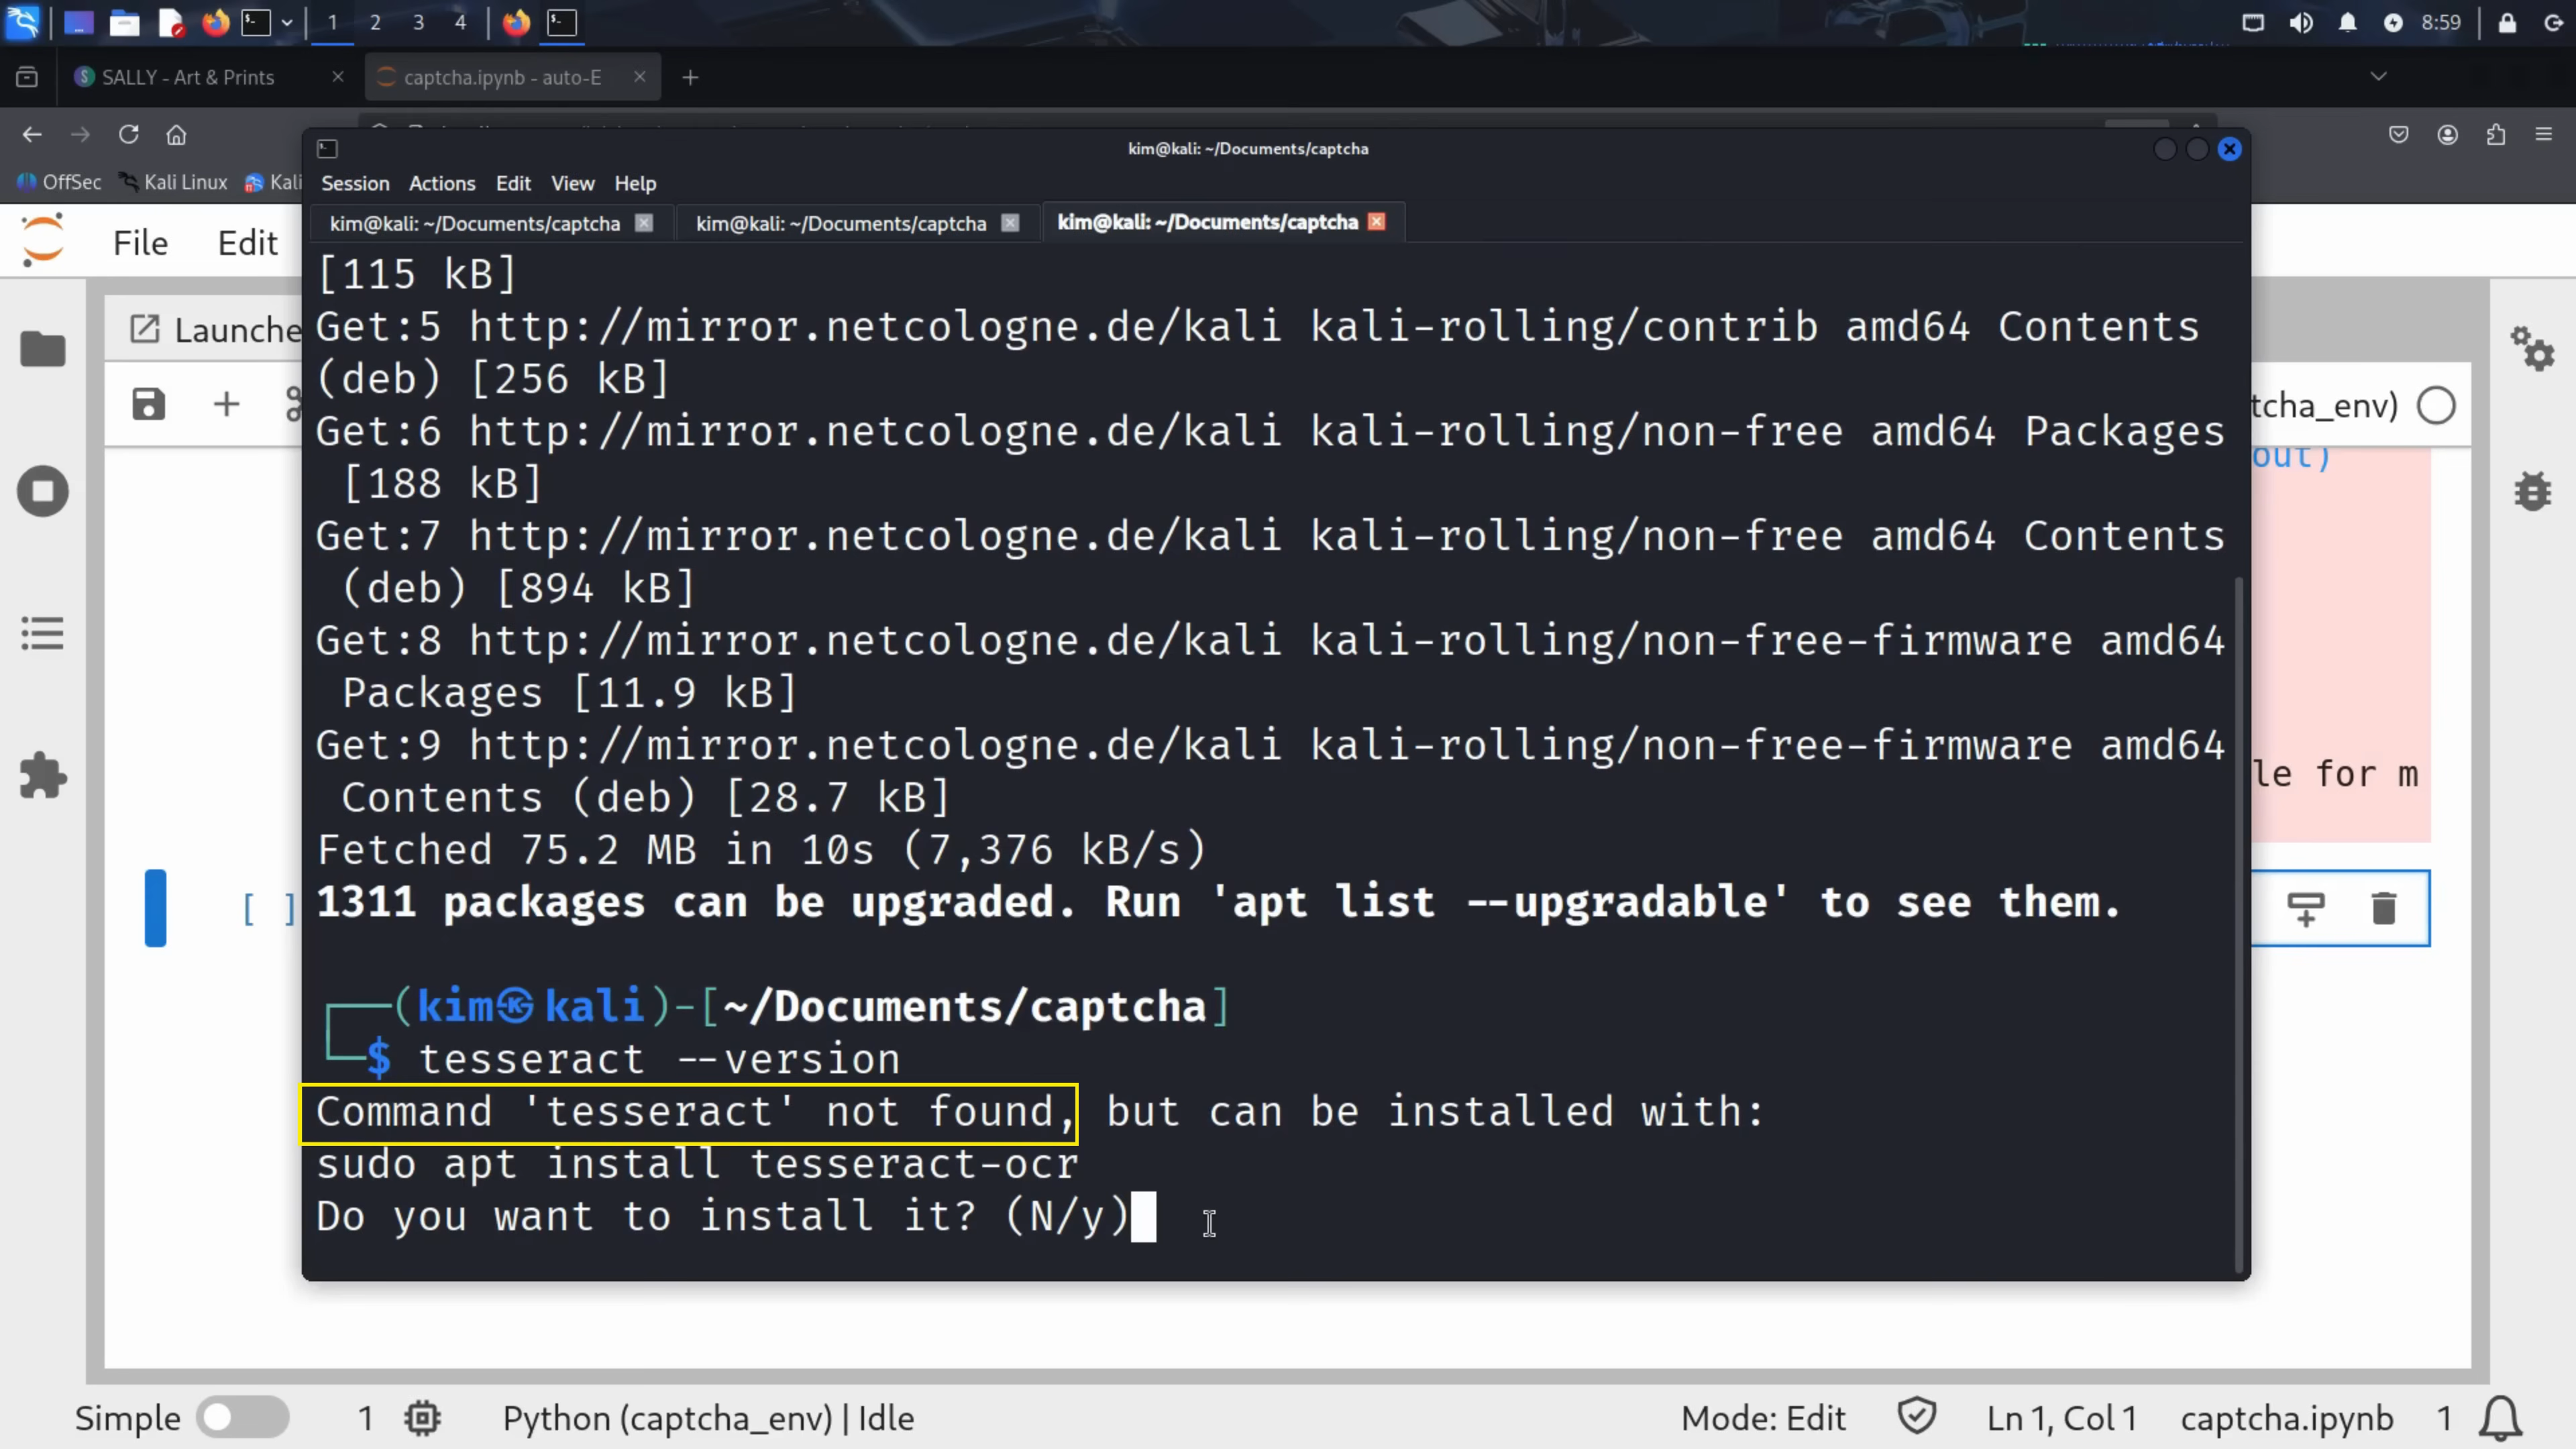 1 2 3 4 8:59
SALLY - Art & Prints captcha.ipynb - auto-E
kim@kali: ~/Documents/captcha
OffSec Kali Linux Kali
Session Actions Edit View Help
kim@kali: ~/Documents/captcha kim@kali: ~/Documents/captcha kim@kali: ~/Documents/captcha
File Edit
[115 kB]
Launche
Get:5 http://mirror.netcologne.de/kali kali-rolling/contrib amd64 Contents
(deb) [256 kB]
tcha_env)
Get:6 http://mirror.netcologne.de/kali kali-rolling/non-free amd64 Packages
out)
[188 kB]
Get:7 http://mirror.netcologne.de/kali kali-rolling/non-free amd64 Contents
(deb) [894 kB]
Get:8 http://mirror.netcologne.de/kali kali-rolling/non-free-firmware amd64
Packages [11.9 kB]
Get:9 http://mirror.netcologne.de/kali kali-rolling/non-free-firmware amd64
le for m
Contents (deb) [28.7 kB]
Fetched 75.2 MB in 10s (7,376 kB/s)
1311 packages can be upgraded. Run 'apt list --upgradable' to see them.
[ ]
(kim㉿kali)-[~/Documents/captcha]
$ tesseract --version
Command 'tesseract' not found, but can be installed with:
sudo apt install tesseract-ocr
Do you want to install it? (N/y)
Simple 1 Python (captcha_env) | Idle Mode: Edit Ln 1, Col 1 captcha.ipynb 1